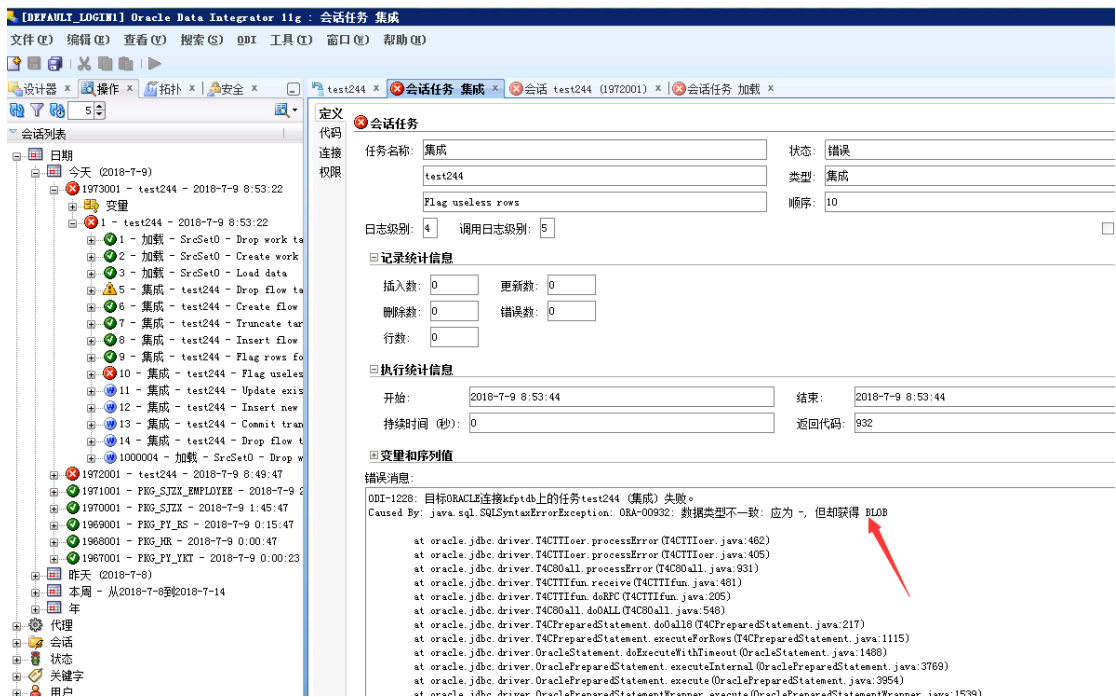 [DEFAULT_LOGIN1] Oracle Data Integrator 11g : 会话任务 集成
文件(F) 编辑(E) 查看(V) 搜索(S) ODI 工具(T) 窗口(W) 帮助(H)
设计器 × 操作 × 拓扑 × 安全 ×
test244 × 会话任务 集成 × 会话 test244 (1972001) × 会话任务 加载 ×
5
会话列表
日期
今天 (2018-7-9)
1973001 - test244 - 2018-7-9 8:53:22
变量
1 - test244 - 2018-7-9 8:53:22
1 - 加载 - SrcSet0 - Drop work ta
2 - 加载 - SrcSet0 - Create work
3 - 加载 - SrcSet0 - Load data
5 - 集成 - test244 - Drop flow ta
6 - 集成 - test244 - Create flow
7 - 集成 - test244 - Truncate tar
8 - 集成 - test244 - Insert flow
9 - 集成 - test244 - Flag rows fo
10 - 集成 - test244 - Flag useles
11 - 集成 - test244 - Update exis
12 - 集成 - test244 - Insert new
13 - 集成 - test244 - Commit tran
14 - 集成 - test244 - Drop flow t
1000004 - 加载 - SrcSet0 - Drop w
1972001 - test244 - 2018-7-9 8:49:47
1971001 - PKG_SJZX_EMPLOYEE - 2018-7-9 2
1970001 - PKG_SJZX - 2018-7-9 1:45:47
1969001 - PKG_PY_RS - 2018-7-9 0:15:47
1968001 - PKG_HR - 2018-7-9 0:00:47
1967001 - PKG_PY_YKT - 2018-7-9 0:00:23
昨天 (2018-7-8)
本周 - 从2018-7-8到2018-7-14
年
代理
会话
状态
关键字
用户
定义
代码
连接
权限
会话任务
任务名称: 集成 状态: 错误
test244 类型: 集成
Flag useless rows 顺序: 10
日志级别: 4 调用日志级别: 5
记录统计信息
插入数: 0 更新数: 0
删除数: 0 错误数: 0
行数: 0
执行统计信息
开始: 2018-7-9 8:53:44 结束: 2018-7-9 8:53:44
持续时间 (秒): 0 返回代码: 932
变量和序列值
错误消息:
ODI-1228: 目标ORACLE连接kfptdb上的任务test244 (集成) 失败。
Caused By: java.sql.SQLSyntaxErrorException: ORA-00932: 数据类型不一致: 应为 -, 但却获得 BLOB
at oracle.jdbc.driver.T4CTTIoer.processError(T4CTTIoer.java:462)
at oracle.jdbc.driver.T4CTTIoer.processError(T4CTTIoer.java:405)
at oracle.jdbc.driver.T4C8Oall.processError(T4C8Oall.java:931)
at oracle.jdbc.driver.T4CTTIfun.receive(T4CTTIfun.java:481)
at oracle.jdbc.driver.T4CTTIfun.doRPC(T4CTTIfun.java:205)
at oracle.jdbc.driver.T4C8Oall.doOALL(T4C8Oall.java:548)
at oracle.jdbc.driver.T4CPreparedStatement.doOall8(T4CPreparedStatement.java:217)
at oracle.jdbc.driver.T4CPreparedStatement.executeForRows(T4CPreparedStatement.java:1115)
at oracle.jdbc.driver.OracleStatement.doExecuteWithTimeout(OracleStatement.java:1488)
at oracle.jdbc.driver.OraclePreparedStatement.executeInternal(OraclePreparedStatement.java:3769)
at oracle.jdbc.driver.OraclePreparedStatement.execute(OraclePreparedStatement.java:3954)
at oracle.jdbc.driver.OraclePreparedStatementWrapper.execute(OraclePreparedStatementWrapper.java:1539)